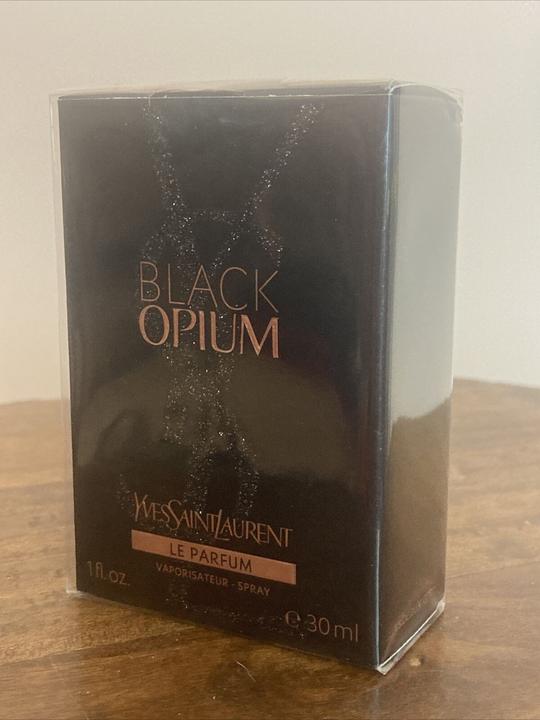 BLACK
OPIUM
YVESSAINTLAURENT
LE PARFUM
VAPORISATEUR - SPRAY
1 fl. oz.
℮ 30 ml